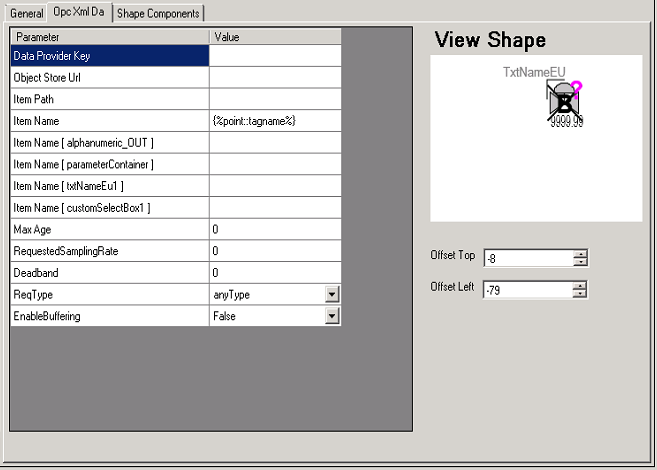 General
Opc Xml Da
Shape Components
Parameter Value
Data Provider Key
Object Store Url
Item Path
Item Name {%point::tagname%}
Item Name [ alphanumeric_OUT ]
Item Name [ parameterContainer ]
Item Name [ txtNameEu1 ]
Item Name [ customSelectBox1 ]
Max Age 0
RequestedSamplingRate 0
Deadband 0
ReqType anyType
EnableBuffering False
View Shape
TxtNameEU
?
9999.99
Offset Top -8
Offset Left -79